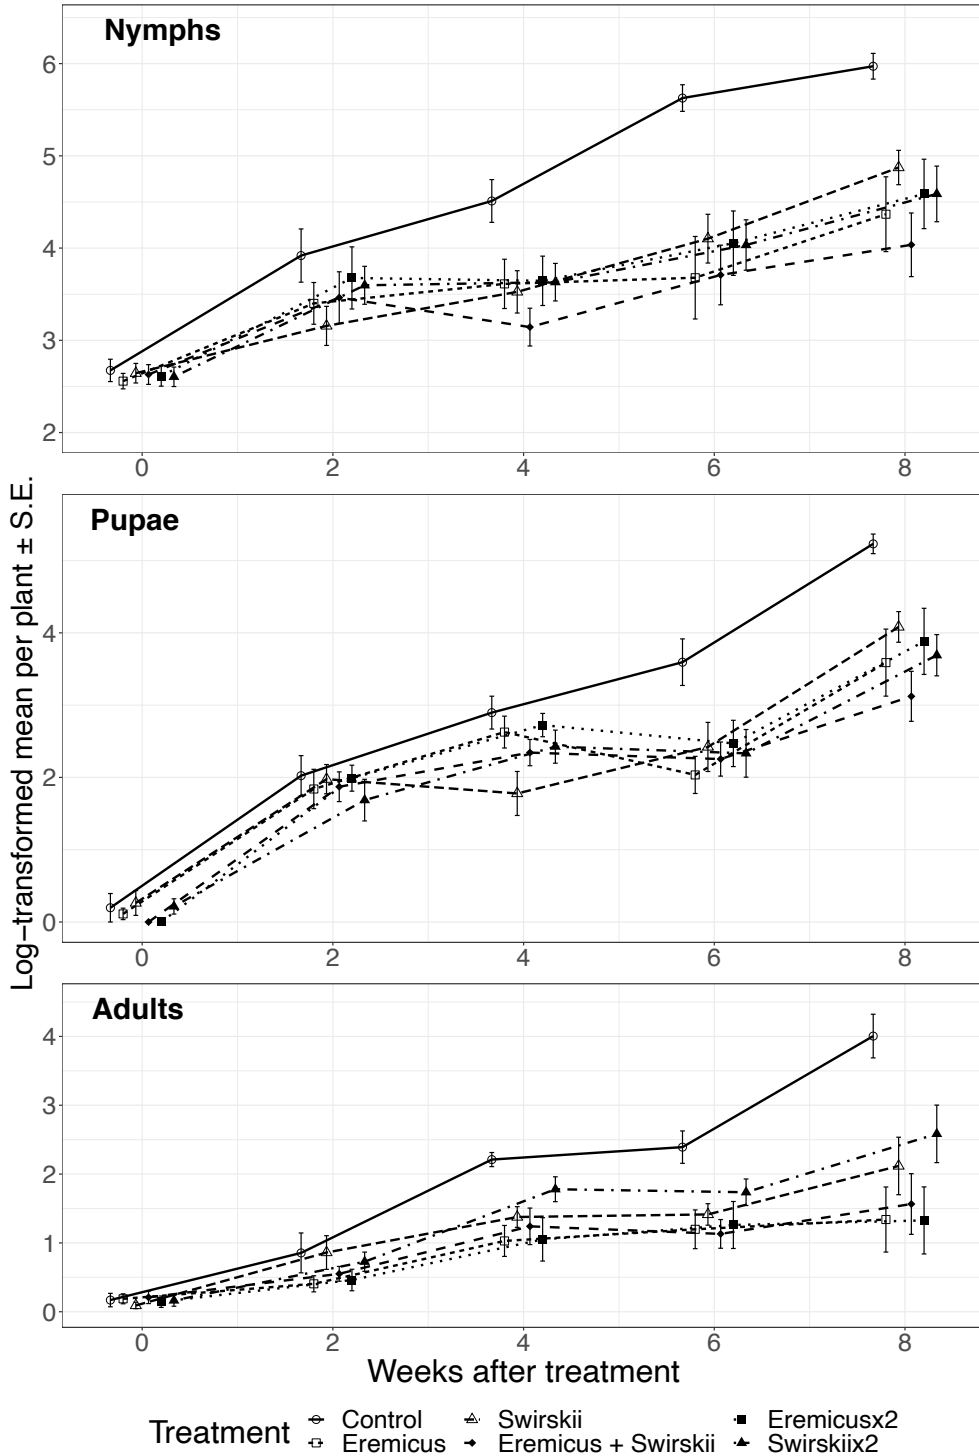 Nymphs
6
5
4
3
2
0 2 4 6 8
Pupae
4
2
0
0 2 4 6 8
Adults
4
3
2
1
0
0 2 4 6 8
Log−transformed mean per plant ± S.E.
Weeks after treatment
Treatment
Control Swirskii Eremicusx2
Eremicus Eremicus + Swirskii Swirskiix2